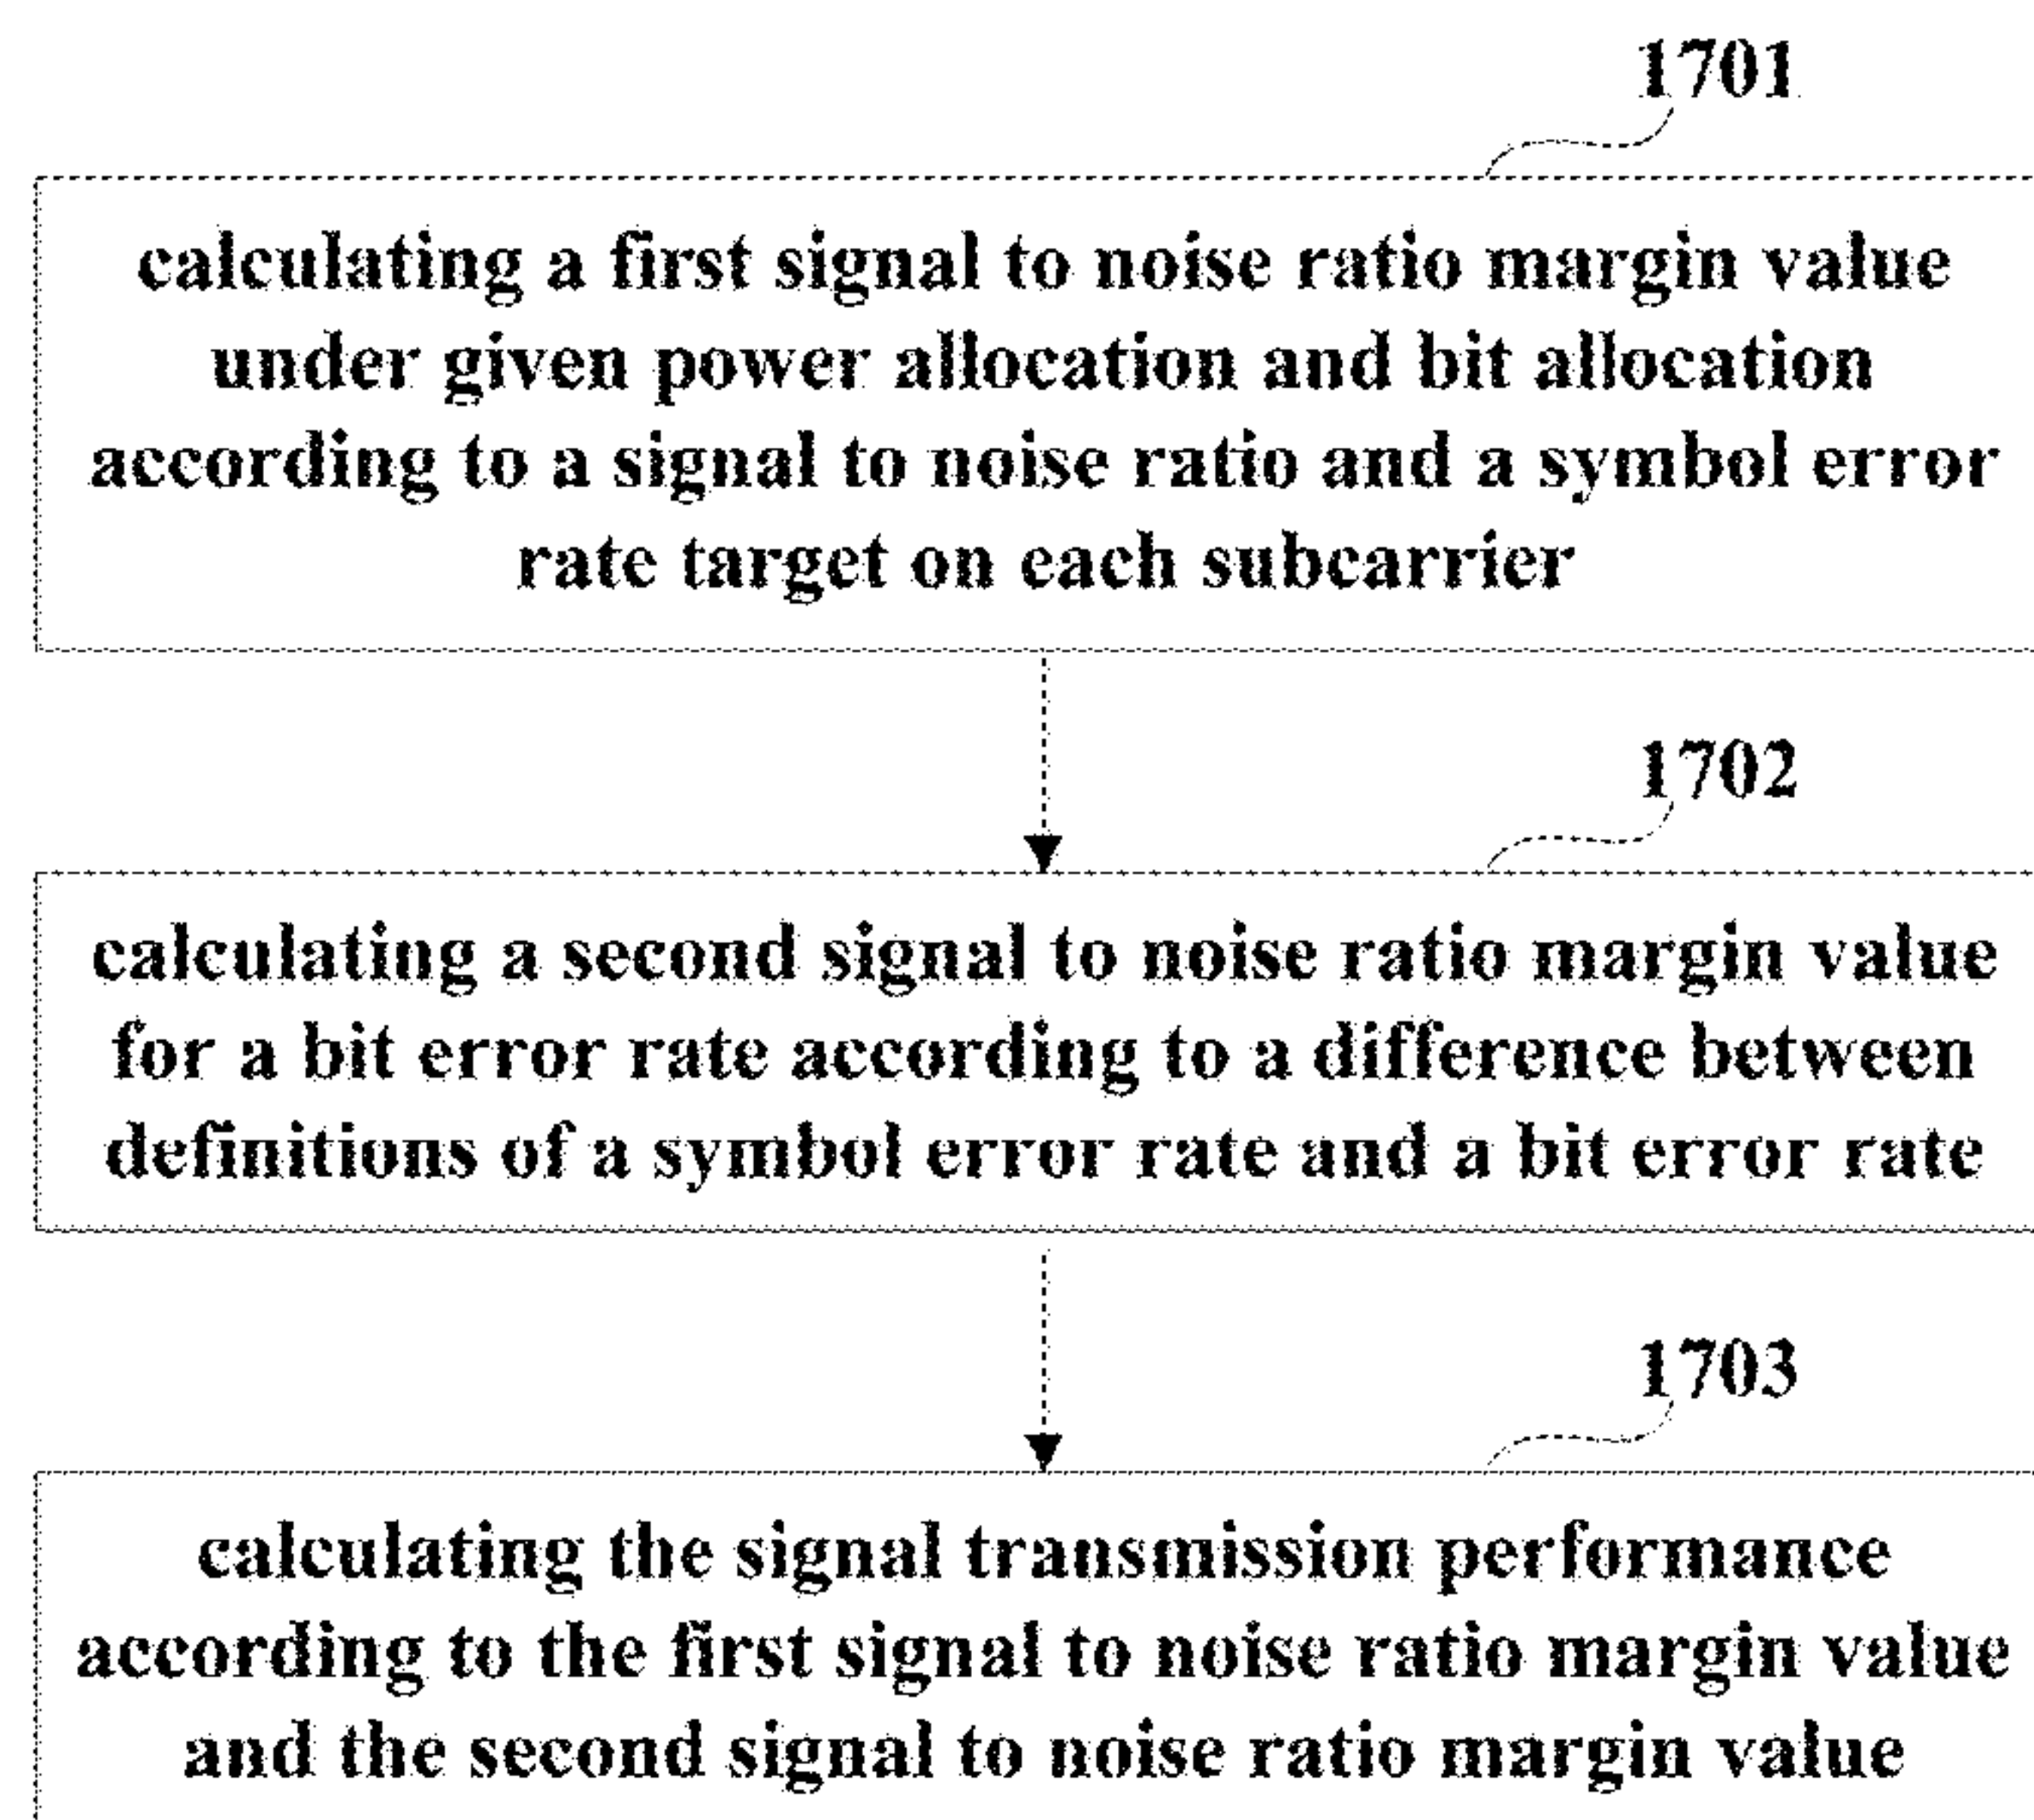 1701
calculating a first signal to noise ratio margin value
under given power allocation and bit allocation
according to a signal to noise ratio and a symbol error
rate target on each subcarrier
1702
calculating a second signal to noise ratio margin value
for a bit error rate according to a difference between
definitions of a symbol error rate and a bit error rate
1703
calculating the signal transmission performance
according to the first signal to noise ratio margin value
and the second signal to noise ratio margin value